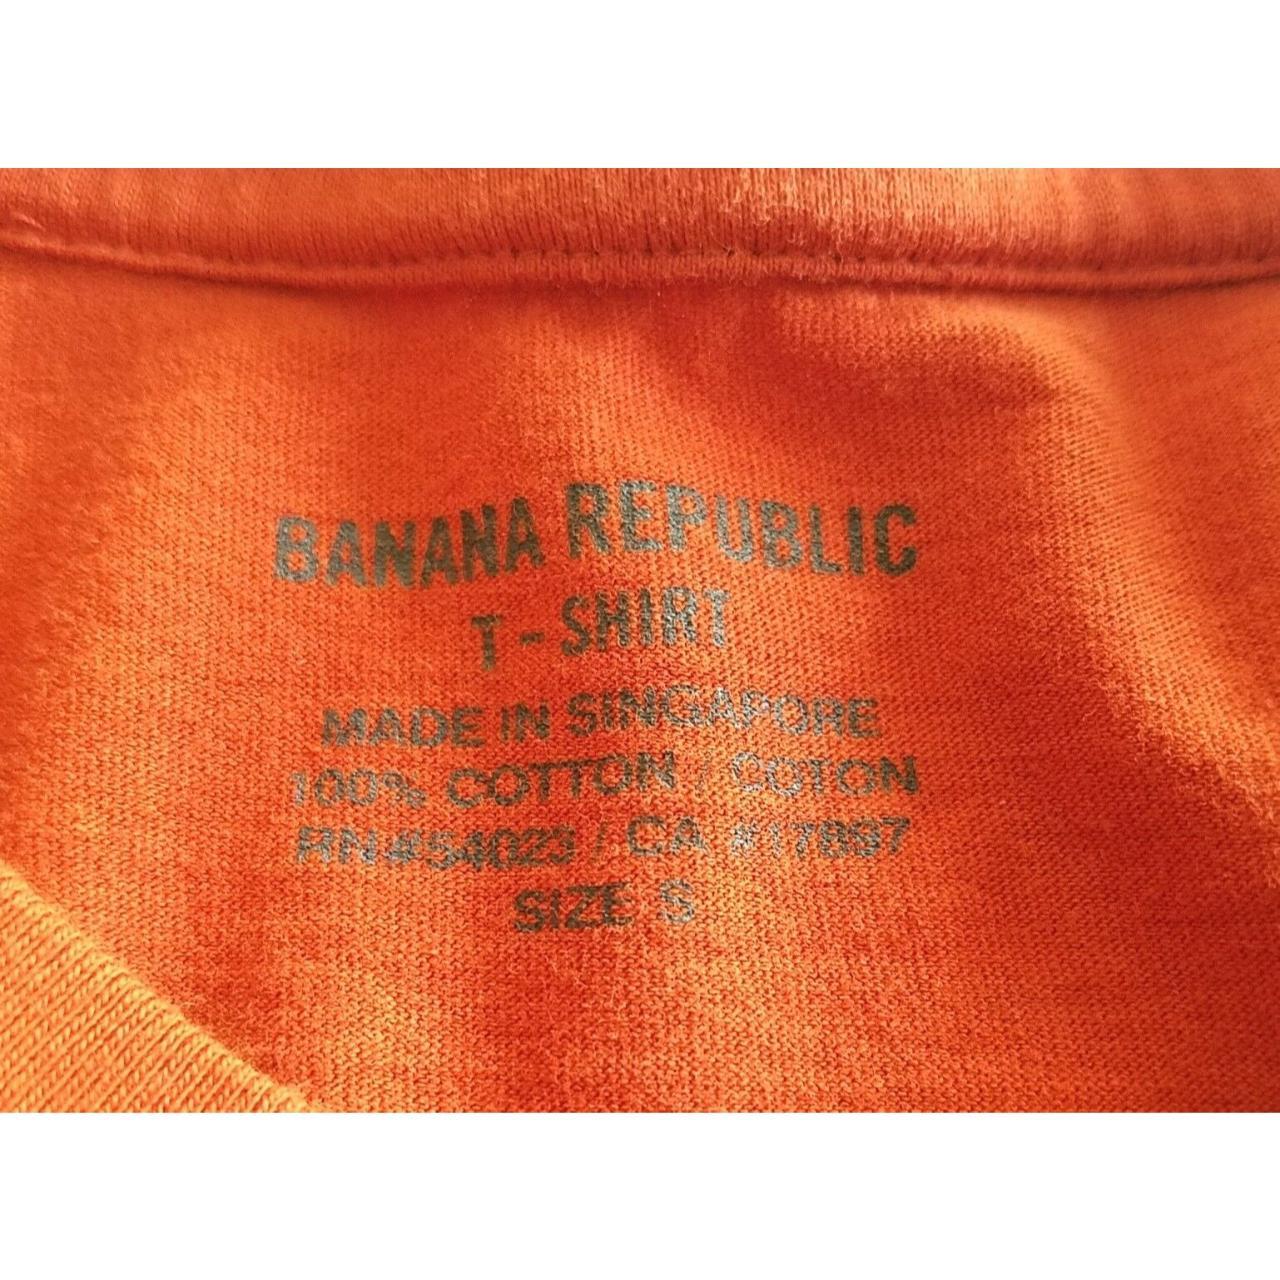 BANANA REPUBLIC
T-SHIRT
MADE IN SINGAPORE
100% COTTON / COTON
RN#54023 / CA #17897
SIZE S